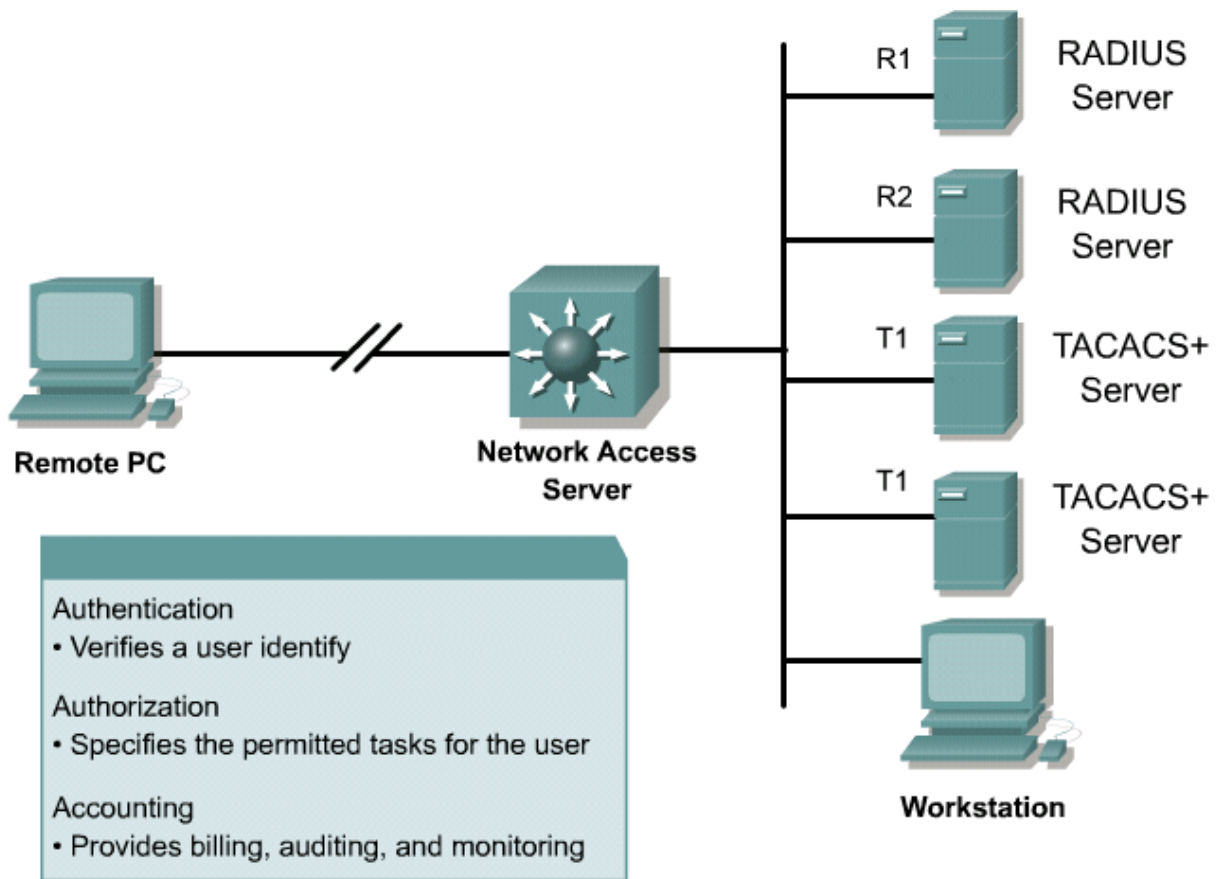 R1
RADIUS
Server
R2
RADIUS
Server
T1
TACACS+
Server
T1
TACACS+
Server
Remote PC
Network Access
Server
Workstation
Authentication
• Verifies a user identify
Authorization
• Specifies the permitted tasks for the user
Accounting
• Provides billing, auditing, and monitoring